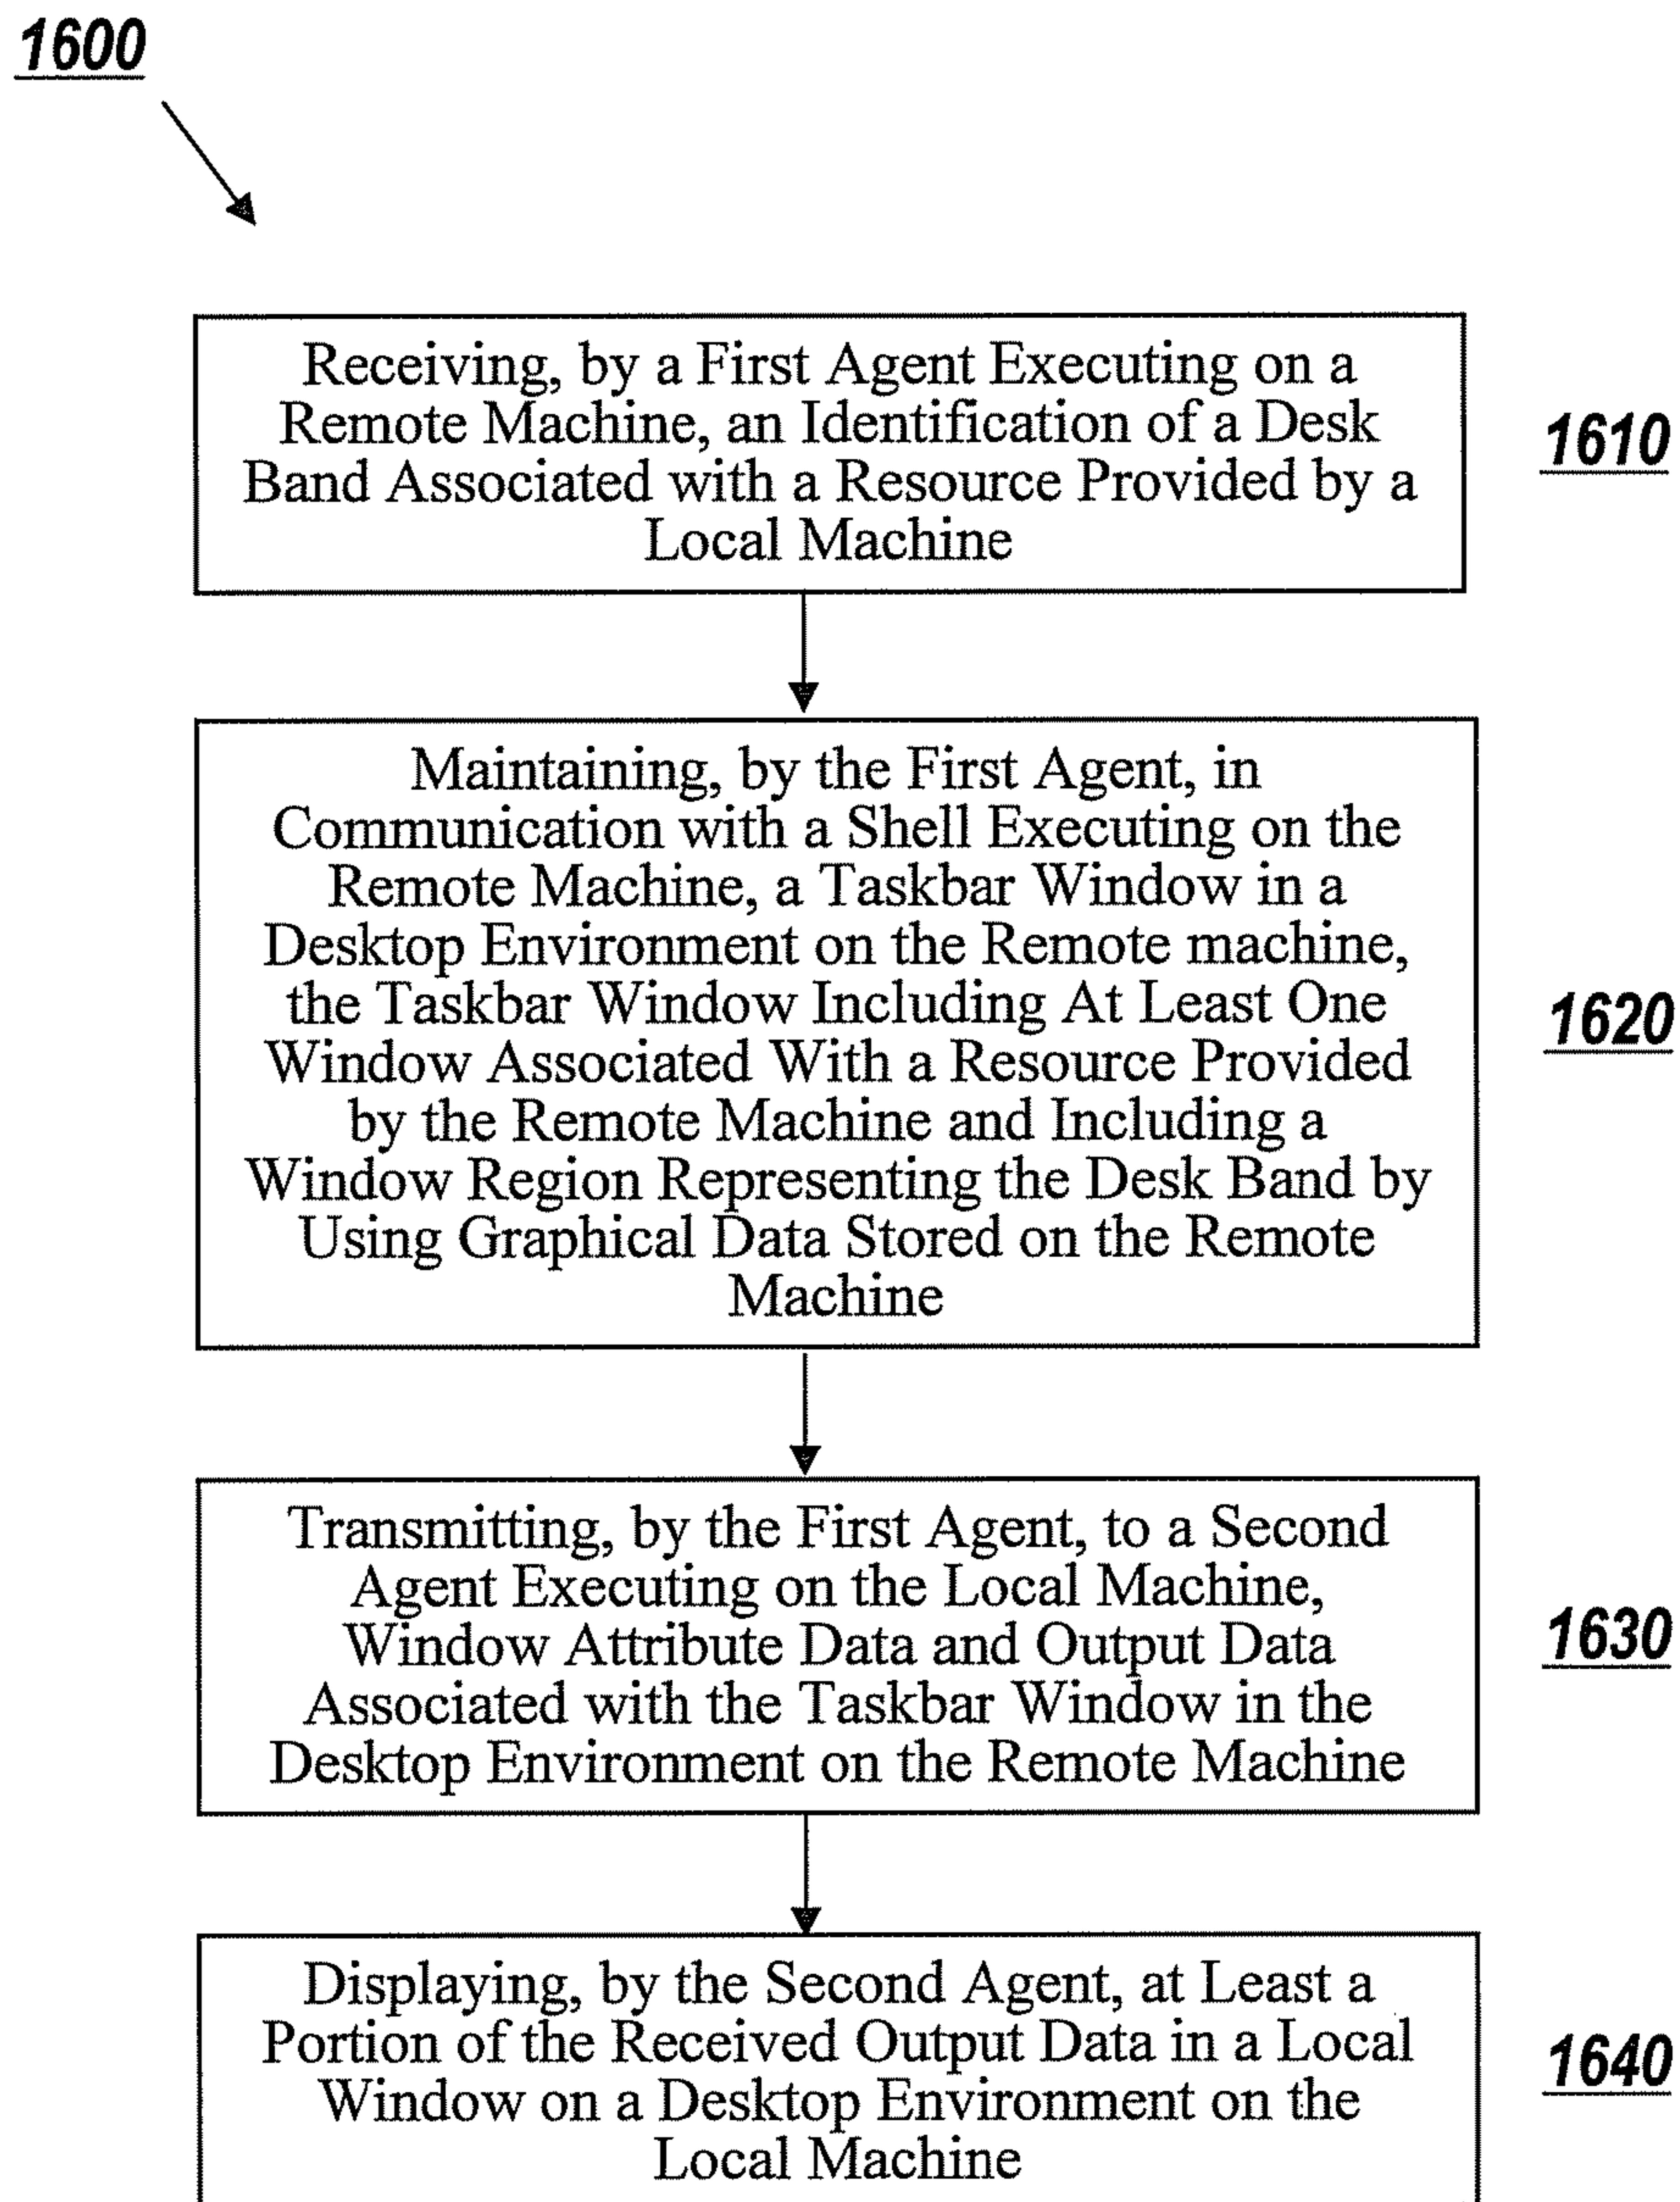 1600
Receiving, by a First Agent Executing on a
Remote Machine, an Identification of a Desk
Band Associated with a Resource Provided by a
Local Machine
1610
Maintaining, by the First Agent, in
Communication with a Shell Executing on the
Remote Machine, a Taskbar Window in a
Desktop Environment on the Remote machine,
the Taskbar Window Including At Least One
Window Associated With a Resource Provided
by the Remote Machine and Including a
Window Region Representing the Desk Band by
Using Graphical Data Stored on the Remote
Machine
1620
Transmitting, by the First Agent, to a Second
Agent Executing on the Local Machine,
Window Attribute Data and Output Data
Associated with the Taskbar Window in the
Desktop Environment on the Remote Machine
1630
Displaying, by the Second Agent, at Least a
Portion of the Received Output Data in a Local
Window on a Desktop Environment on the
Local Machine
1640